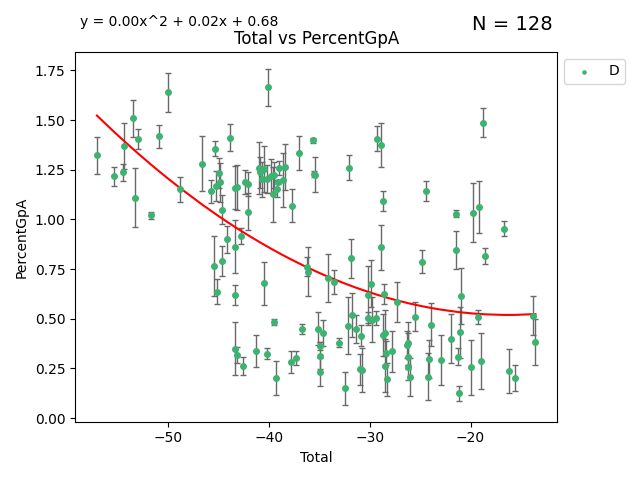 y = 0.00x^2 + 0.02x + 0.68
N = 128
Total vs PercentGpA
D
PercentGpA
1.75
1.50
1.25
1.00
0.75
0.50
0.25
0.00
−50
−40
−30
−20
Total